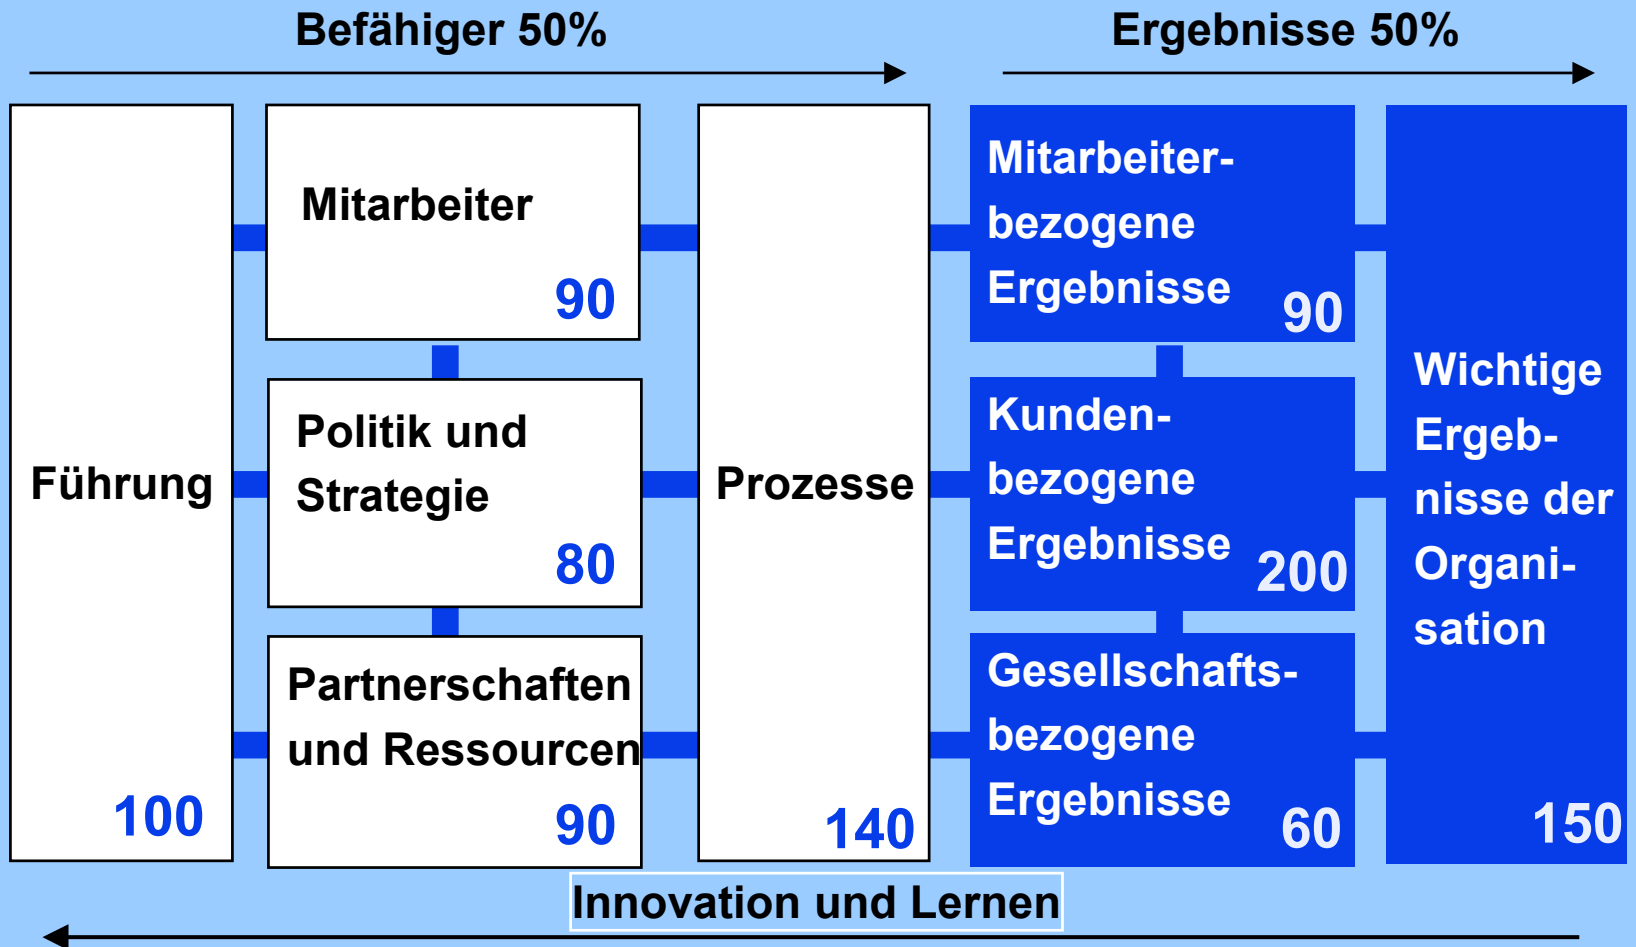 Befähiger 50%
Ergebnisse 50%
Führung
100
Mitarbeiter
90
Politik und
Strategie
80
Partnerschaften
und Ressourcen
90
Prozesse
140
Mitarbeiter-
bezogene
Ergebnisse
90
Kunden-
bezogene
Ergebnisse
200
Gesellschafts-
bezogene
Ergebnisse
60
Wichtige
Ergeb-
nisse der
Organi-
sation
150
Innovation und Lernen